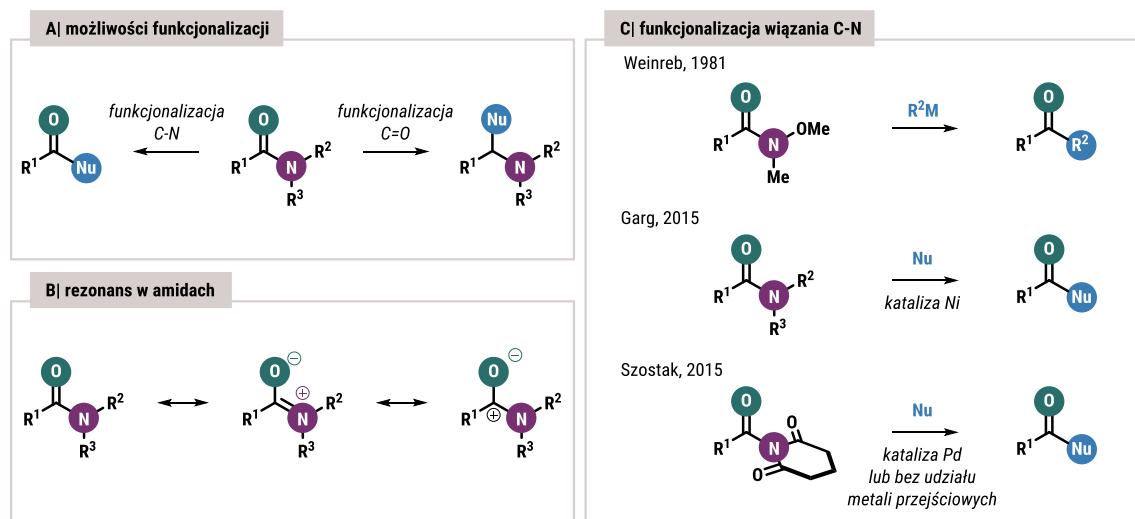 A| możliwości funkcjonalizacji
O
R¹
Nu
funkcjonalizacja
C-N
O
R¹
N
R²
R³
funkcjonalizacja
C=O
Nu
R¹
N
R²
R³
B| rezonans w amidach
O
R¹
N
R²
R³
O
⊖
R¹
⊕
N
R²
R³
O
⊖
R¹
⊕
N
R²
R³
C| funkcjonalizacja wiązania C-N
Weinreb, 1981
O
R¹
N
OMe
Me
R²M
O
R¹
R²
Garg, 2015
O
R¹
N
R²
R³
Nu
kataliza Ni
O
R¹
Nu
Szostak, 2015
O
R¹
N
O
O
Nu
kataliza Pd
lub bez udziału
metali przejściowych
O
R¹
Nu